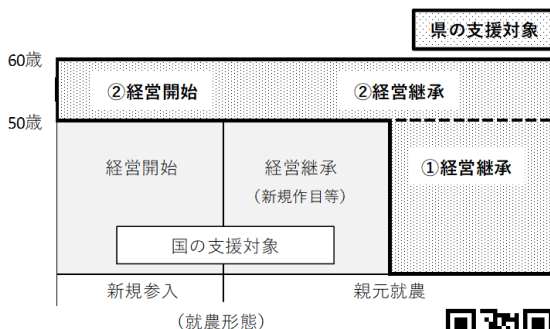 県の支援対象
60歳
②経営開始
②経営継承
50歳
経営開始
経営継承
①経営継承
(新規作目等)
国の支援対象
新規参入
親元就農
(就農形態)